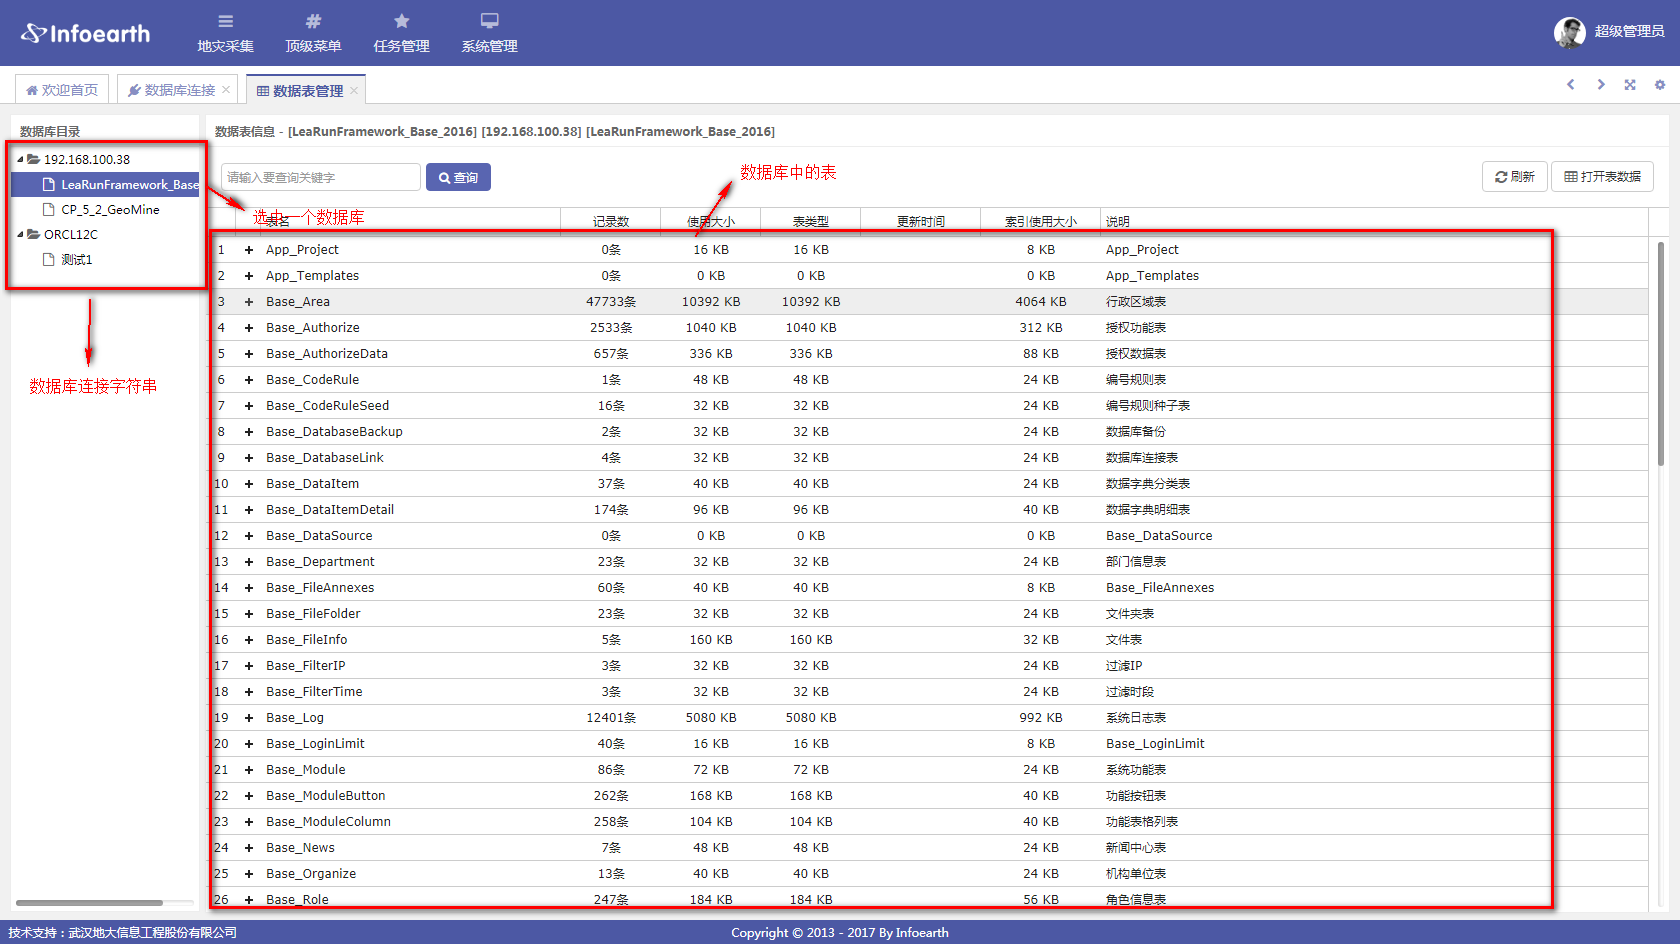 Infoearth
地灾采集 顶级菜单 任务管理 系统管理
超级管理员
欢迎首页 数据库连接 数据表管理
数据库目录
192.168.100.38
LeaRunFramework_Base
CP_5_2_GeoMine
ORCL12C
测试1
数据库连接字符串
数据表信息 - [LeaRunFramework_Base_2016] [192.168.100.38] [LeaRunFramework_Base_2016]
请输入要查询关键字 查询 数据库中的表 刷新 打开表数据
选中一个数据库
表名 记录数 使用大小 表类型 更新时间 索引使用大小 说明
1 App_Project 0条 16 KB 16 KB 8 KB App_Project
2 App_Templates 0条 0 KB 0 KB 0 KB App_Templates
3 Base_Area 47733条 10392 KB 10392 KB 4064 KB 行政区域表
4 Base_Authorize 2533条 1040 KB 1040 KB 312 KB 授权功能表
5 Base_AuthorizeData 657条 336 KB 336 KB 88 KB 授权数据表
6 Base_CodeRule 1条 48 KB 48 KB 24 KB 编号规则表
7 Base_CodeRuleSeed 16条 32 KB 32 KB 24 KB 编号规则种子表
8 Base_DatabaseBackup 2条 32 KB 32 KB 24 KB 数据库备份
9 Base_DatabaseLink 4条 32 KB 32 KB 24 KB 数据库连接表
10 Base_DataItem 37条 40 KB 40 KB 24 KB 数据字典分类表
11 Base_DataItemDetail 174条 96 KB 96 KB 40 KB 数据字典明细表
12 Base_DataSource 0条 0 KB 0 KB 0 KB Base_DataSource
13 Base_Department 23条 32 KB 32 KB 24 KB 部门信息表
14 Base_FileAnnexes 60条 40 KB 40 KB 8 KB Base_FileAnnexes
15 Base_FileFolder 23条 32 KB 32 KB 24 KB 文件夹表
16 Base_FileInfo 5条 160 KB 160 KB 32 KB 文件表
17 Base_FilterIP 3条 32 KB 32 KB 24 KB 过滤IP
18 Base_FilterTime 3条 32 KB 32 KB 24 KB 过滤时段
19 Base_Log 12401条 5080 KB 5080 KB 992 KB 系统日志表
20 Base_LoginLimit 40条 16 KB 16 KB 8 KB Base_LoginLimit
21 Base_Module 86条 72 KB 72 KB 24 KB 系统功能表
22 Base_ModuleButton 262条 168 KB 168 KB 40 KB 功能按钮表
23 Base_ModuleColumn 258条 104 KB 104 KB 40 KB 功能表格列表
24 Base_News 7条 48 KB 48 KB 24 KB 新闻中心表
25 Base_Organize 13条 40 KB 40 KB 24 KB 机构单位表
26 Base_Role 247条 184 KB 184 KB 56 KB 角色信息表
技术支持：武汉地大信息工程股份有限公司 Copyright © 2013 - 2017 By Infoearth